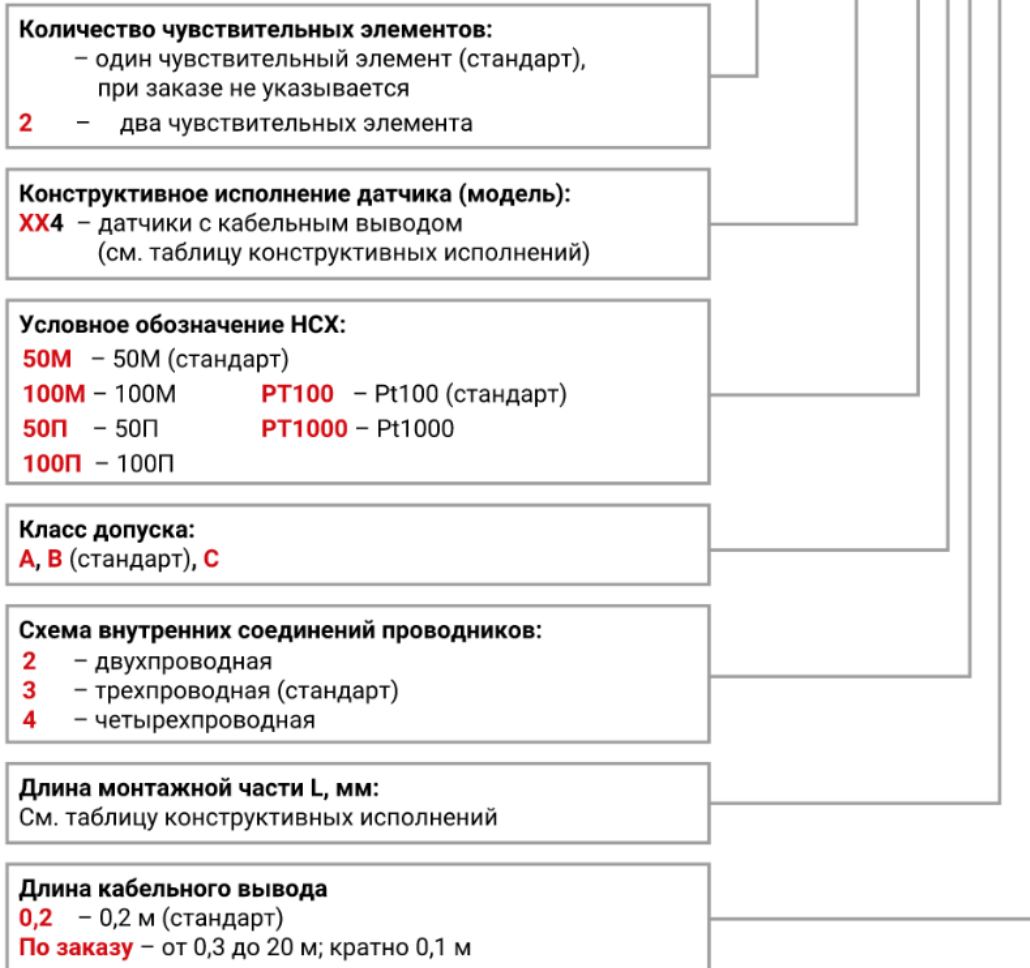 Количество чувствительных элементов:
– один чувствительный элемент (стандарт),
при заказе не указывается
2 – два чувствительных элемента
Конструктивное исполнение датчика (модель):
XX4 – датчики с кабельным выводом
(см. таблицу конструктивных исполнений)
Условное обозначение НСХ:
50М – 50М (стандарт)
100М – 100М PT100 – Pt100 (стандарт)
50П – 50П PT1000 – Pt1000
100П – 100П
Класс допуска:
А, В (стандарт), С
Схема внутренних соединений проводников:
2 – двухпроводная
3 – трехпроводная (стандарт)
4 – четырехпроводная
Длина монтажной части L, мм:
См. таблицу конструктивных исполнений
Длина кабельного вывода
0,2 – 0,2 м (стандарт)
По заказу – от 0,3 до 20 м; кратно 0,1 м